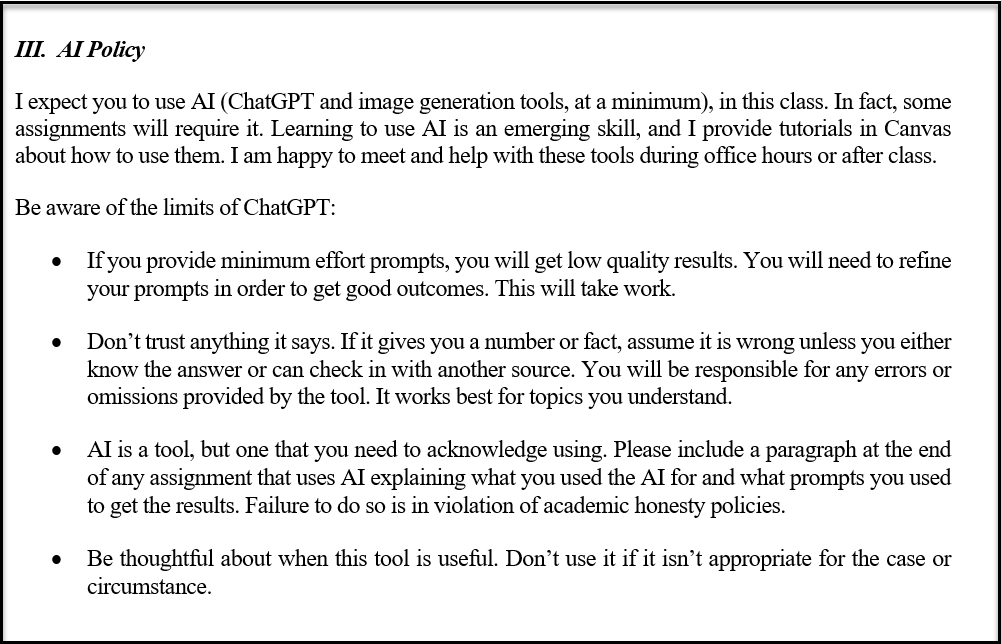 III. AI Policy
I expect you to use AI (ChatGPT and image generation tools, at a minimum), in this class. In fact, some
assignments will require it. Learning to use AI is an emerging skill, and I provide tutorials in Canvas
about how to use them. I am happy to meet and help with these tools during office hours or after class.
Be aware of the limits of ChatGPT:
• If you provide minimum effort prompts, you will get low quality results. You will need to refine
your prompts in order to get good outcomes. This will take work.
• Don’t trust anything it says. If it gives you a number or fact, assume it is wrong unless you either
know the answer or can check in with another source. You will be responsible for any errors or
omissions provided by the tool. It works best for topics you understand.
• AI is a tool, but one that you need to acknowledge using. Please include a paragraph at the end
of any assignment that uses AI explaining what you used the AI for and what prompts you used
to get the results. Failure to do so is in violation of academic honesty policies.
• Be thoughtful about when this tool is useful. Don’t use it if it isn’t appropriate for the case or
circumstance.